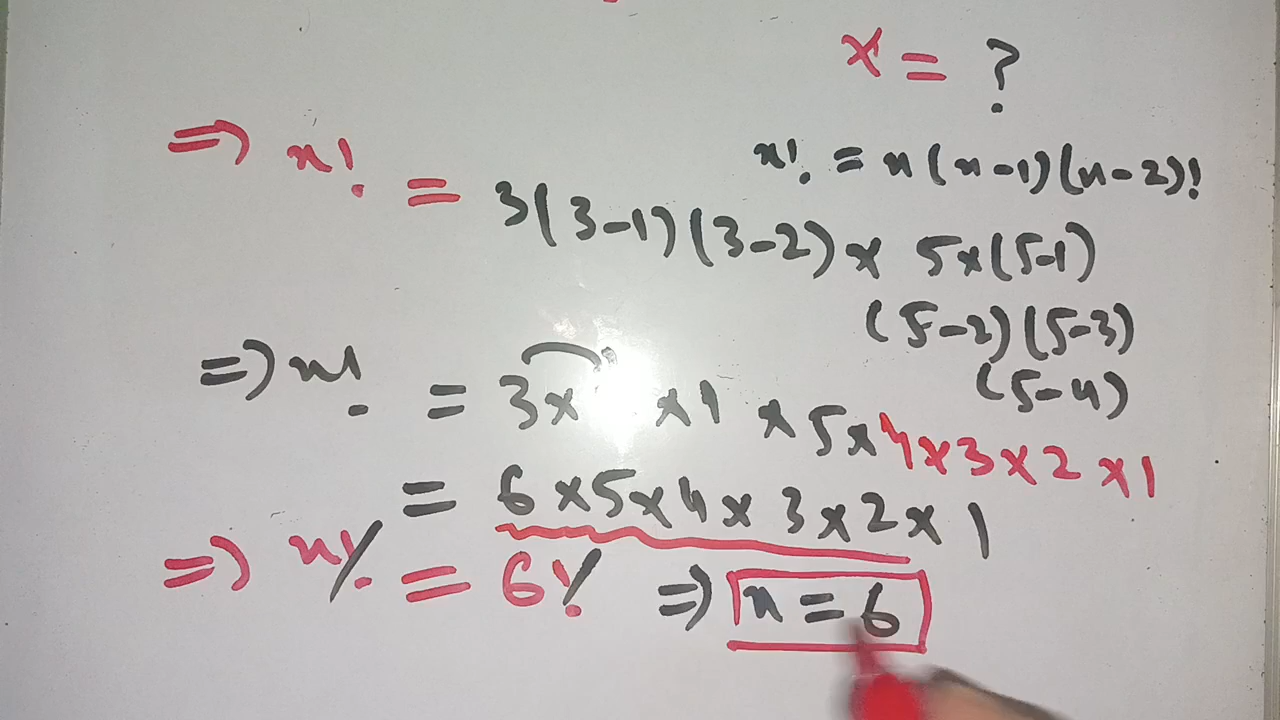 x = ?
⇒ x! = 3(3-1)(3-2) × 5×(5-1)
n! = n(n-1)(n-2)!
(5-2)(5-3)
(5-4)
⇒ x! = 3× ×1 × 5×4×3×2×1
= 6×5×4×3×2×1
⇒ x! = 6! ⇒ x = 6